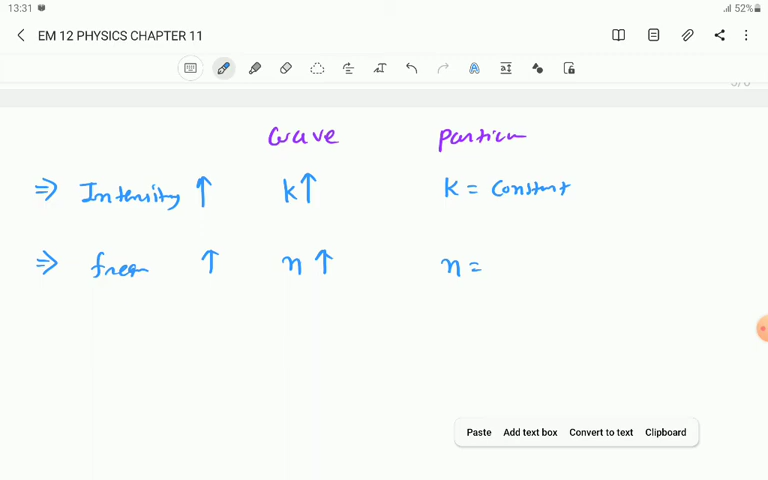 13:31 52%
EM 12 PHYSICS CHAPTER 11
wave particle
⇒ Intensity ↑ K↑ K = constant
⇒ freq ↑ n ↑ n =
Paste Add text box Convert to text Clipboard